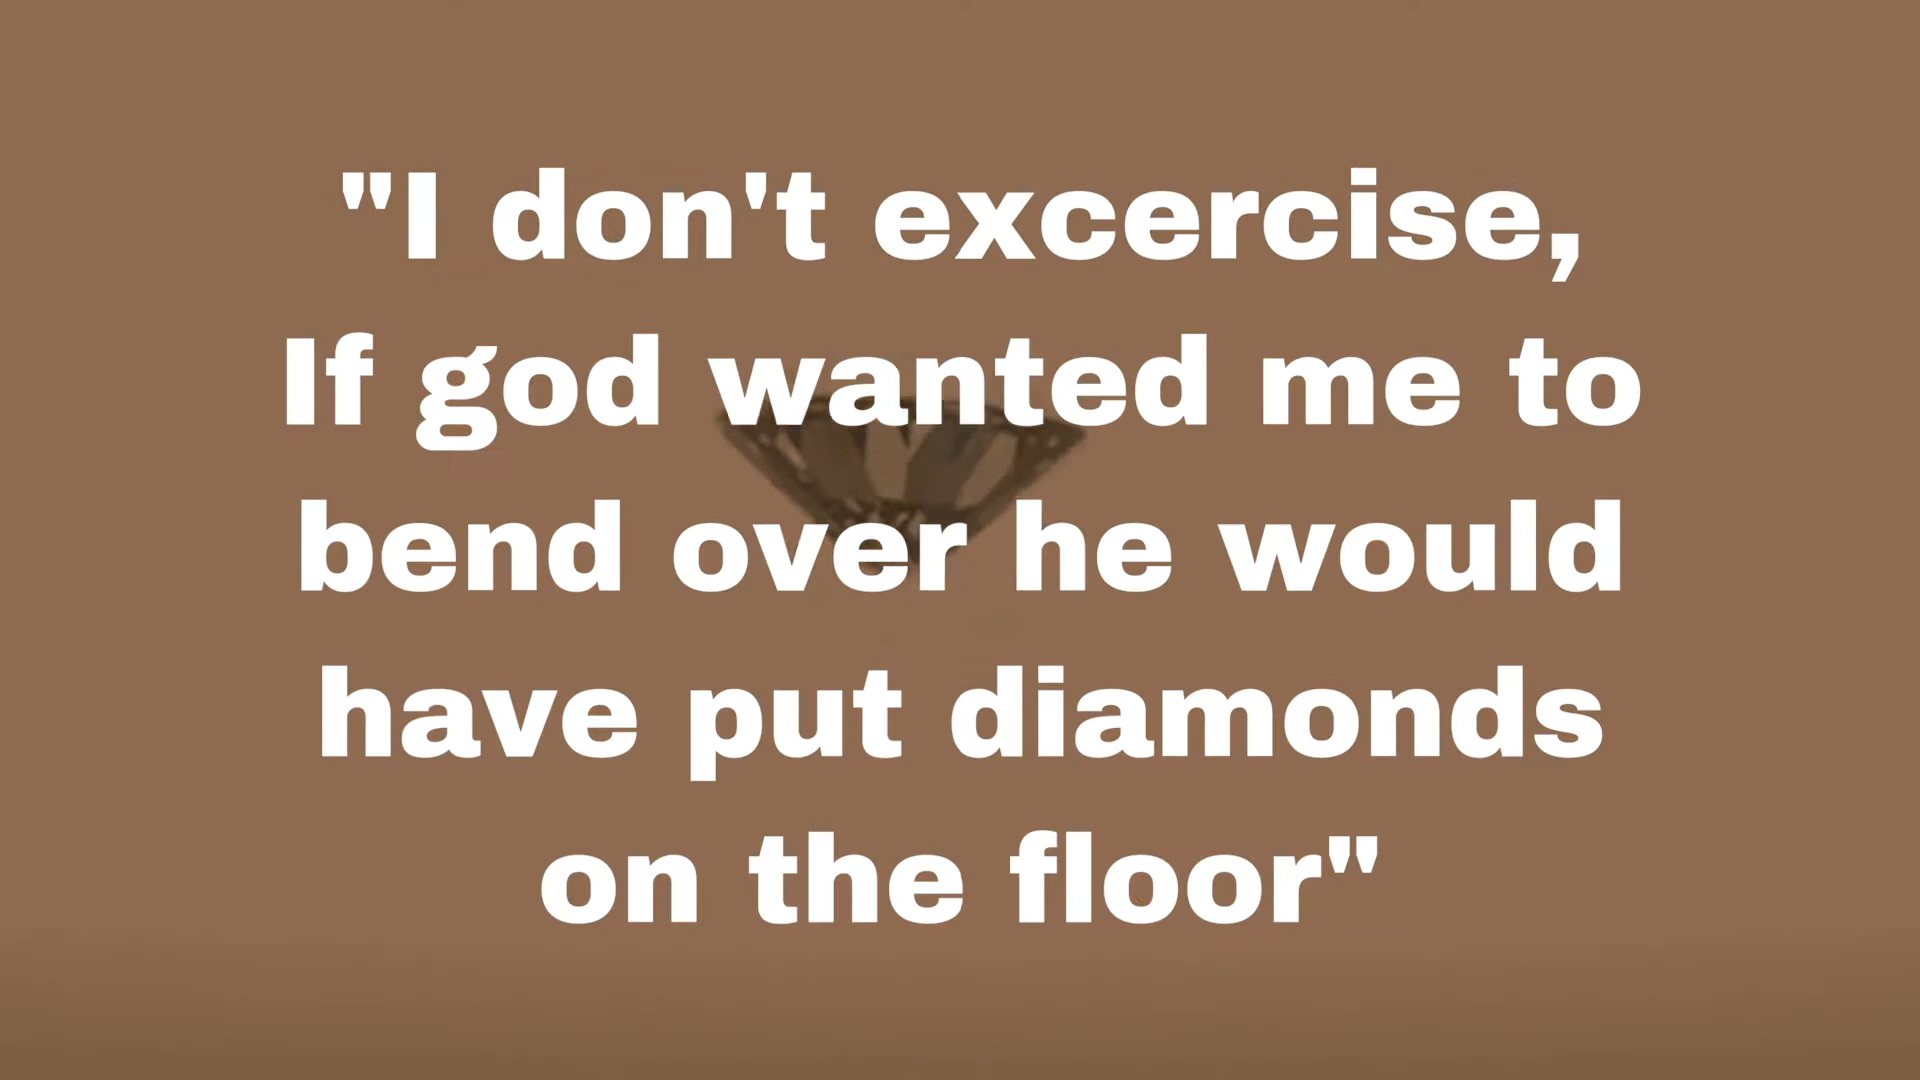 "I don't excercise,
If god wanted me to
bend over he would
have put diamonds
on the floor"